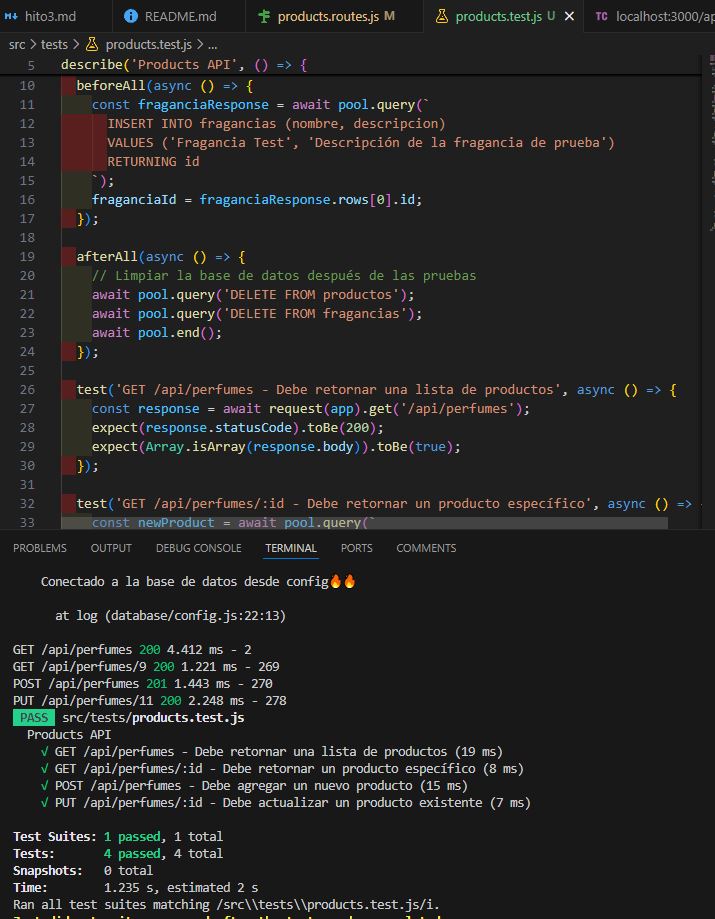 hito3.md README.md products.routes.js M products.test.js U localhost:3000/ap
src > tests > products.test.js > ...
5 describe('Products API', () => {
10 beforeAll(async () => {
11 const fraganciaResponse = await pool.query(`
12 INSERT INTO fragancias (nombre, descripcion)
13 VALUES ('Fragancia Test', 'Descripción de la fragancia de prueba')
14 RETURNING id
15 `);
16 fraganciaId = fraganciaResponse.rows[0].id;
17 });
18
19 afterAll(async () => {
20 // Limpiar la base de datos después de las pruebas
21 await pool.query('DELETE FROM productos');
22 await pool.query('DELETE FROM fragancias');
23 await pool.end();
24 });
25
26 test('GET /api/perfumes - Debe retornar una lista de productos', async () => {
27 const response = await request(app).get('/api/perfumes');
28 expect(response.statusCode).toBe(200);
29 expect(Array.isArray(response.body)).toBe(true);
30 });
31
32 test('GET /api/perfumes/:id - Debe retornar un producto específico', async () =>
33 const newProduct = await pool.query(`
PROBLEMS OUTPUT DEBUG CONSOLE TERMINAL PORTS COMMENTS
Conectado a la base de datos desde config🔥🔥
at log (database/config.js:22:13)
GET /api/perfumes 200 4.412 ms - 2
GET /api/perfumes/9 200 1.221 ms - 269
POST /api/perfumes 201 1.443 ms - 270
PUT /api/perfumes/11 200 2.248 ms - 278
PASS src/tests/products.test.js
Products API
√ GET /api/perfumes - Debe retornar una lista de productos (19 ms)
√ GET /api/perfumes/:id - Debe retornar un producto específico (8 ms)
√ POST /api/perfumes - Debe agregar un nuevo producto (15 ms)
√ PUT /api/perfumes/:id - Debe actualizar un producto existente (7 ms)
Test Suites: 1 passed, 1 total
Tests: 4 passed, 4 total
Snapshots: 0 total
Time: 1.235 s, estimated 2 s
Ran all test suites matching /src\\tests\\products.test.js/i.